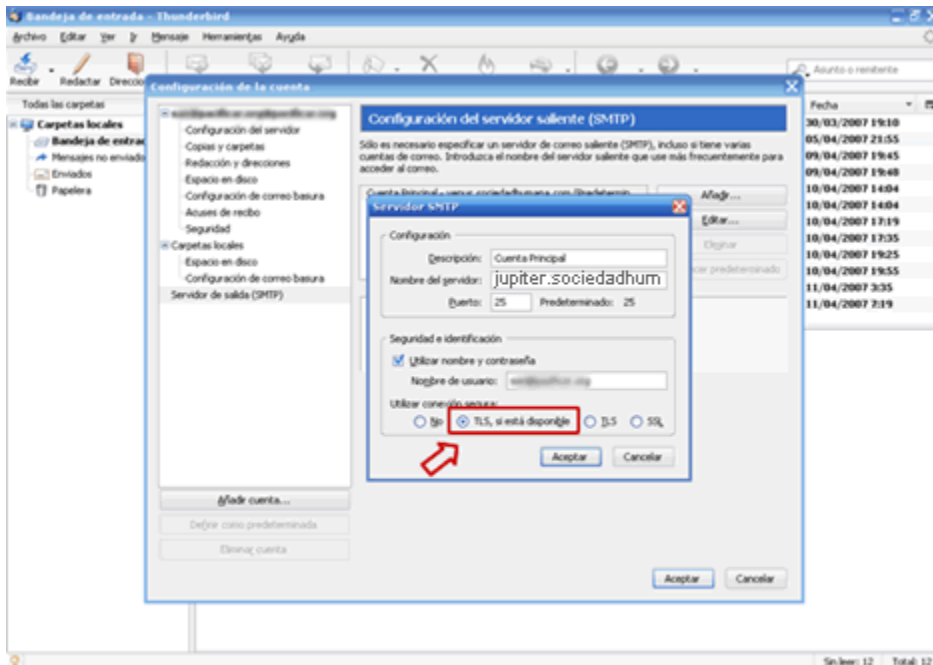 Bandeja de entrada - Thunderbird
Archivo Editar Ver Ir Mensaje Herramientas Ayuda
Recibir Redactar Direccio
Asunto o remitente
Todas las carpetas
Carpetas locales
Bandeja de entrac
Mensajes no enviado
Enviados
Papelera
Configuración de la cuenta
Configuración del servidor
Copias y carpetas
Redacción y direcciones
Espacio en disco
Configuración de correo basura
Acuses de recibo
Seguridad
Carpetas locales
Espacio en disco
Configuración de correo basura
Servidor de salida (SMTP)
Añadir cuenta...
Definir como predeterminada
Eliminar cuenta
Configuración del servidor saliente (SMTP)
Sólo es necesario especificar un servidor de correo saliente (SMTP), incluso si tiene varias
cuentas de correo. Introduzca el nombre del servidor saliente que use más frecuentemente para
acceder al correo.
Cuenta Principal - venus.sociedadhumana.com (Predetermin
Añadir...
Editar...
Eliminar
cer predeterminado
Servidor SMTP
Configuración
Descripción: Cuenta Principal
Nombre del servidor: jupiter.sociedadhum
Puerto: 25 Predeterminado: 25
Seguridad e identificación
Utilizar nombre y contraseña
Nombre de usuario:
Utilizar conexión segura:
No TLS, si está disponible TLS SSL
Aceptar Cancelar
Aceptar Cancelar
Fecha
30/03/2007 19:10
05/04/2007 21:55
09/04/2007 19:45
09/04/2007 19:48
10/04/2007 14:04
10/04/2007 14:04
10/04/2007 17:19
10/04/2007 17:35
10/04/2007 19:25
10/04/2007 19:55
11/04/2007 3:35
11/04/2007 7:19
Sin leer: 12 Total: 12